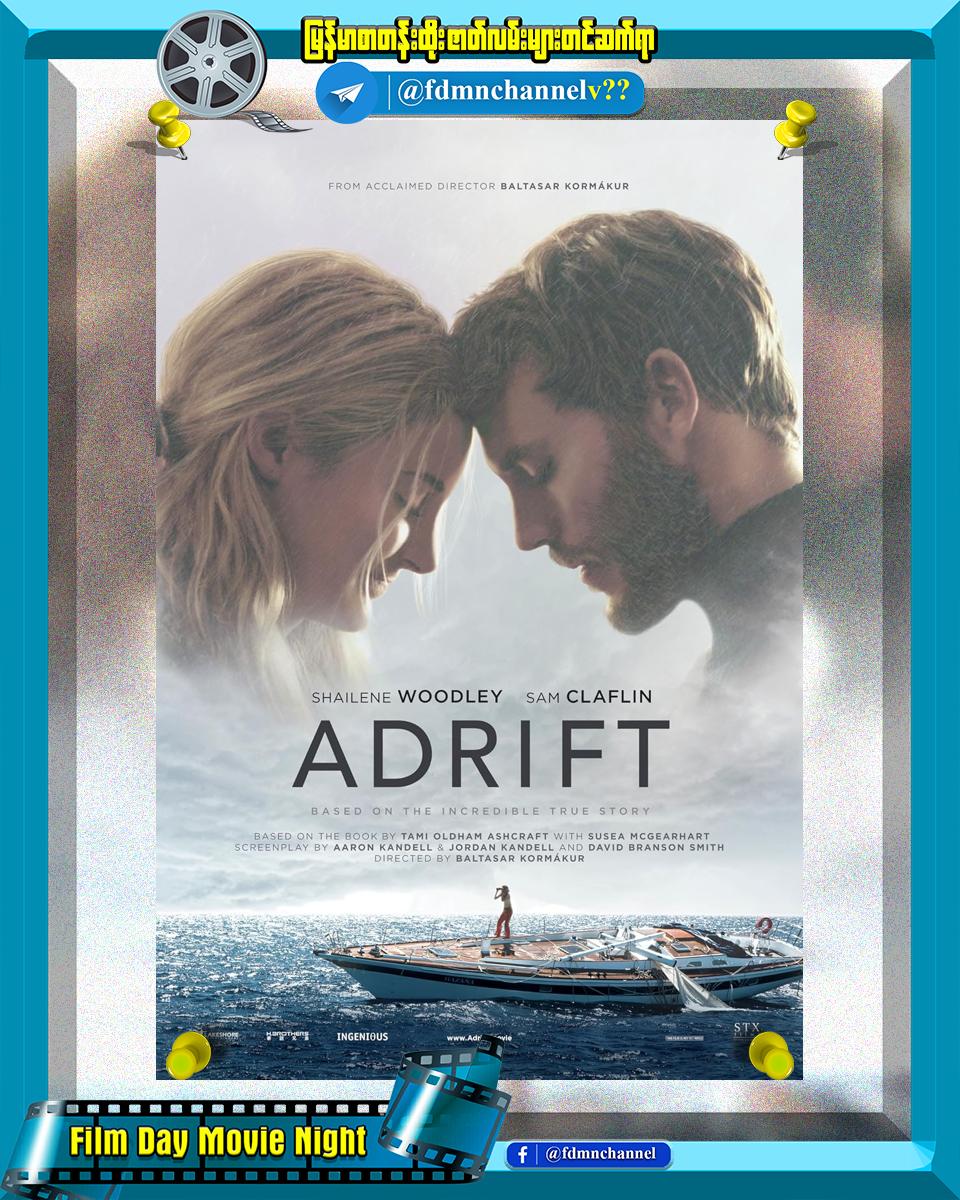 မြန်မာစာတန်းထိုးဇာတ်လမ်းများတင်ဆက်ရာ
@fdmnchannelv??
FROM ACCLAIMED DIRECTOR BALTASAR KORMÁKUR
SHAILENE WOODLEY SAM CLAFLIN
ADRIFT
BASED ON THE INCREDIBLE TRUE STORY
BASED ON THE BOOK BY TAMI OLDHAM ASHCRAFT WITH SUSEA MCGEARHART
SCREENPLAY BY AARON KANDELL & JORDAN KANDELL AND DAVID BRANSON SMITH
DIRECTED BY BALTASAR KORMÁKUR
INGENIOUS
STX
Film Day Movie Night
f @fdmnchannel